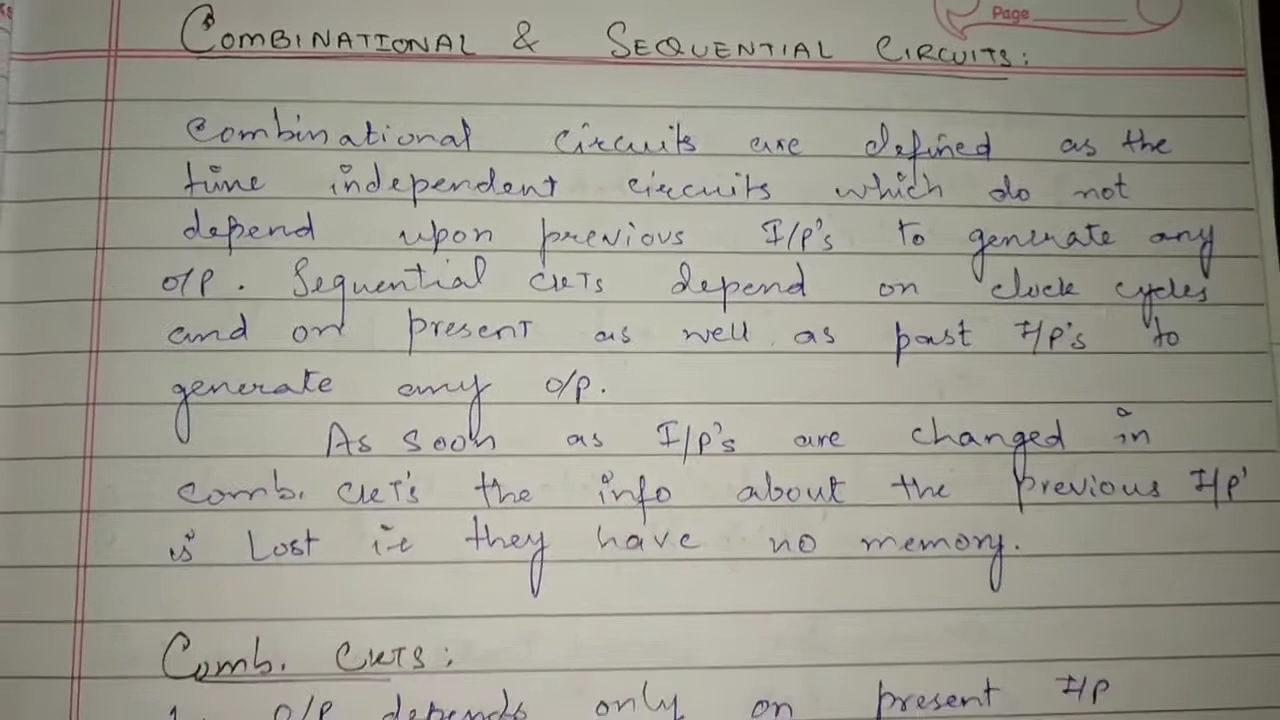 Page
COMBINATIONAL & SEQUENTIAL CIRCUITS:
Combinational circuits are defined as the
time independent circuits which do not
depend upon previous I/P's to generate any
O/P. Sequential CKTs depend on clock cycles
and on present as well as past I/P's to
generate any O/P.
As soon as I/P's are changed in
comb. CKT's the info about the previous I/P'
is Lost i.e they have no memory.
Comb. CKTS:
1. O/P depends only on present I/P